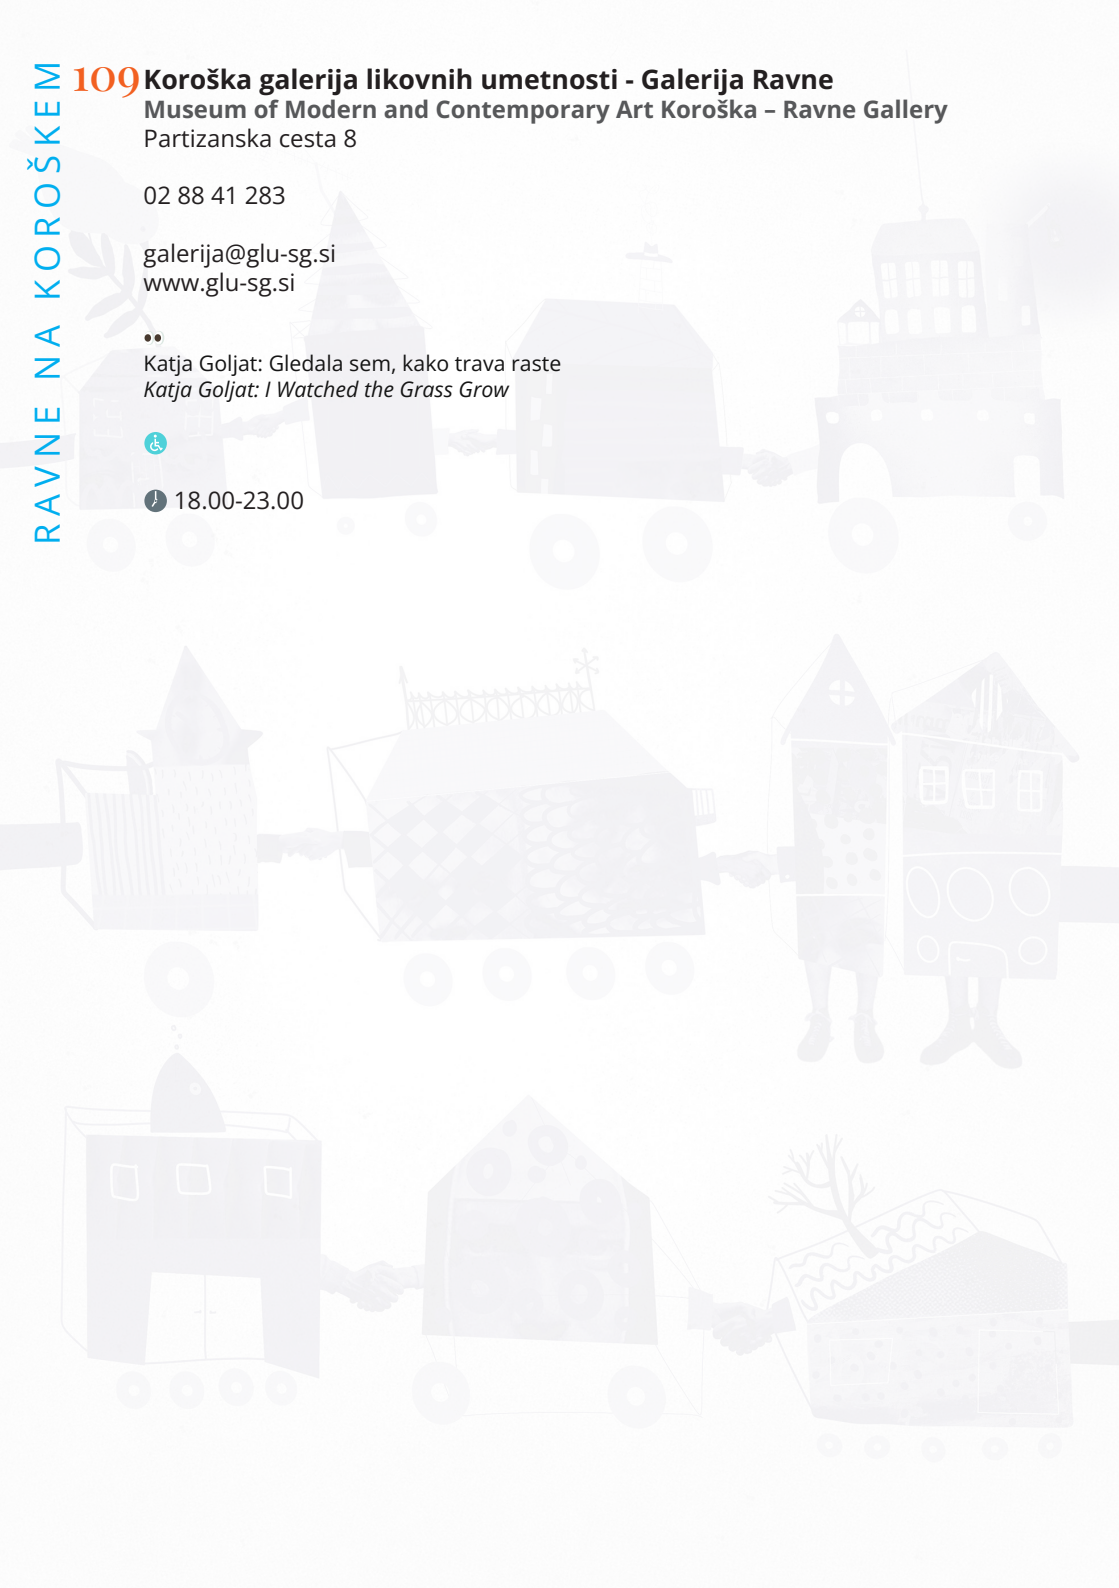 RAVNE NA KOROŠKEM
109 Koroška galerija likovnih umetnosti - Galerija Ravne
Museum of Modern and Contemporary Art Koroška – Ravne Gallery
Partizanska cesta 8
02 88 41 283
galerija@glu-sg.si
www.glu-sg.si
Katja Goljat: Gledala sem, kako trava raste
Katja Goljat: I Watched the Grass Grow
18.00-23.00